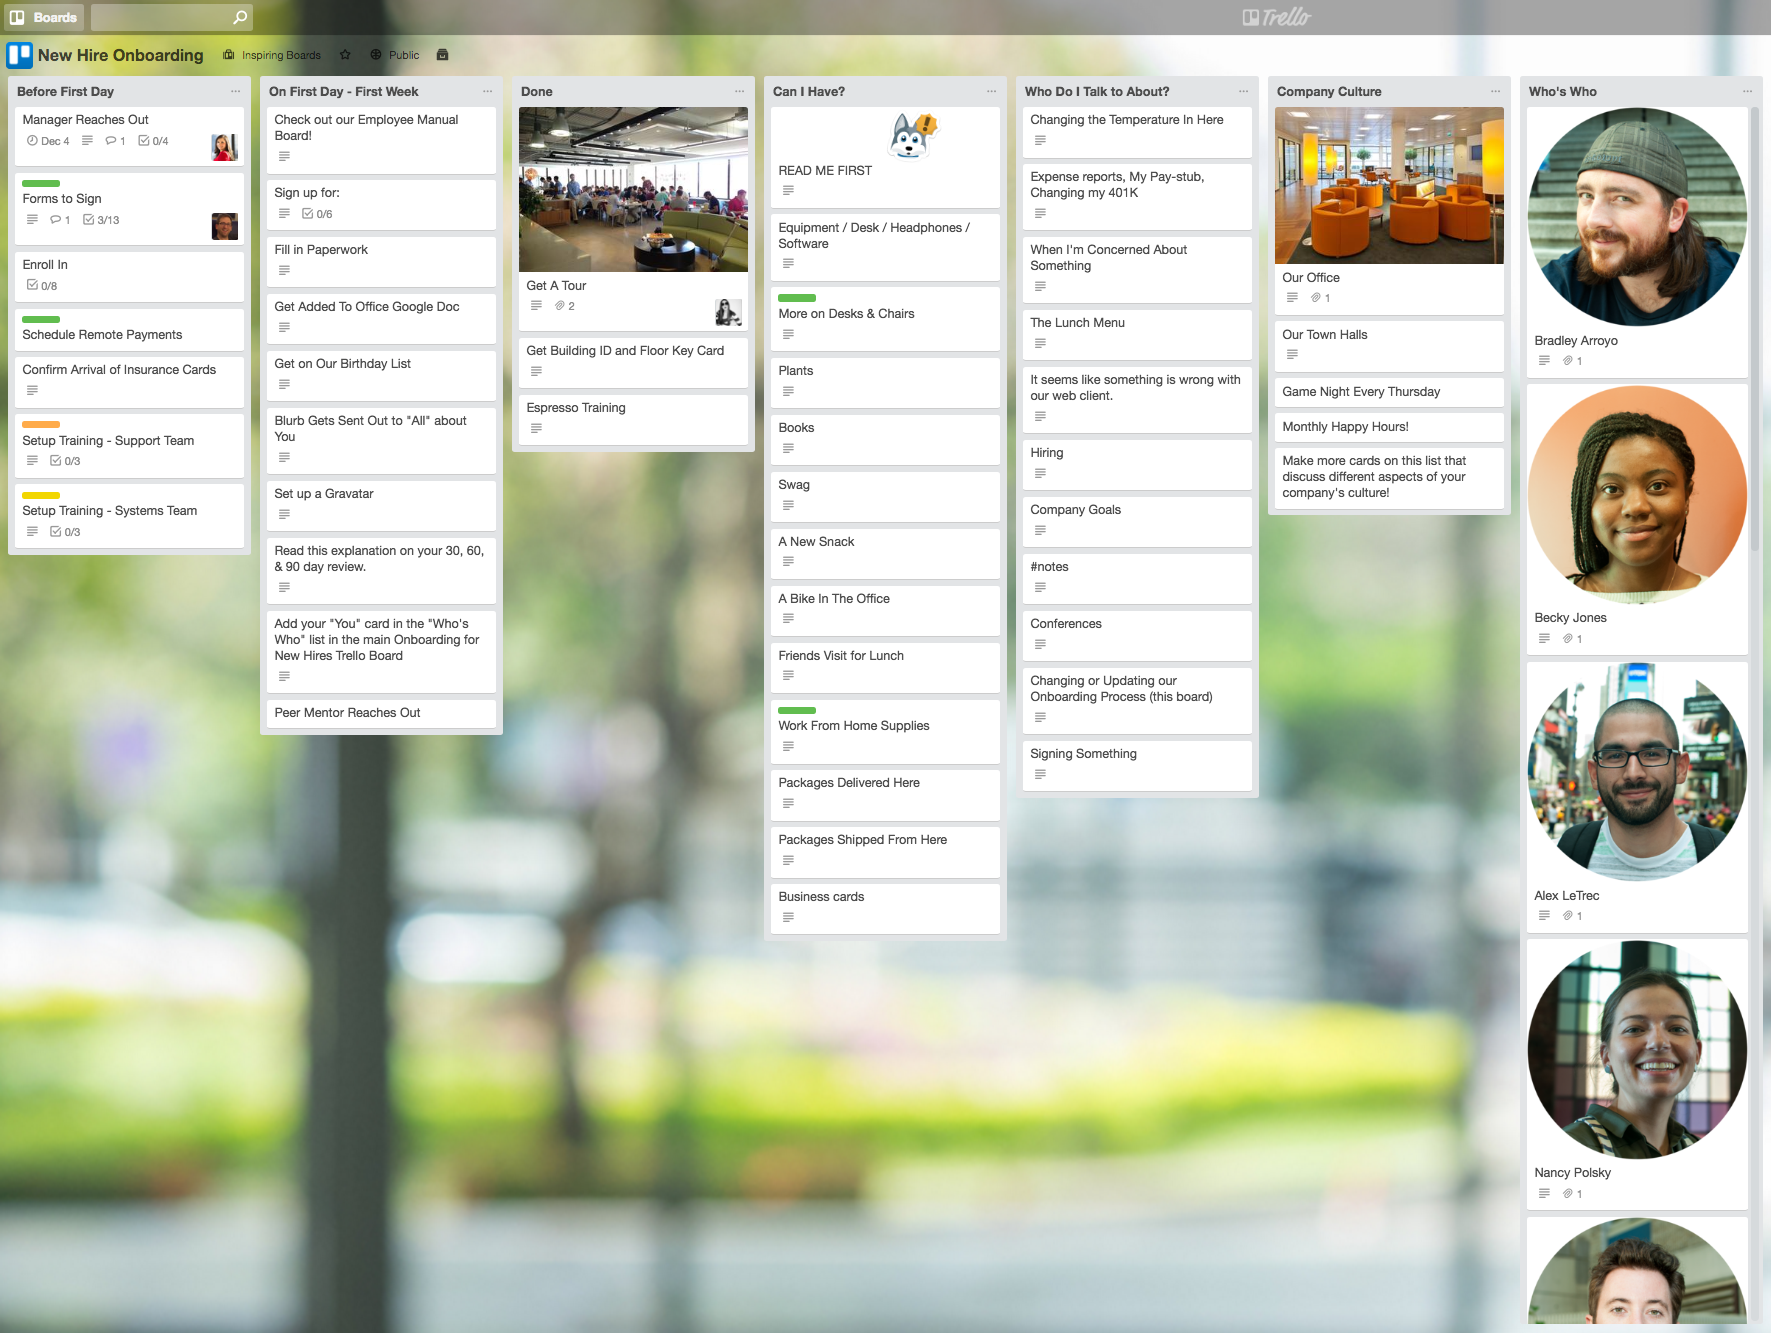 Boards
Trello
New Hire Onboarding
Inspiring Boards
Public
Before First Day
Manager Reaches Out
Dec 4
1
0/4
Forms to Sign
1
3/13
Enroll In
0/8
Schedule Remote Payments
Confirm Arrival of Insurance Cards
Setup Training - Support Team
0/3
Setup Training - Systems Team
0/3
On First Day - First Week
Check out our Employee Manual
Board!
Sign up for:
0/6
Fill in Paperwork
Get Added To Office Google Doc
Get on Our Birthday List
Blurb Gets Sent Out to "All" about
You
Set up a Gravatar
Read this explanation on your 30, 60,
& 90 day review.
Add your "You" card in the "Who's
Who" list in the main Onboarding for
New Hires Trello Board
Peer Mentor Reaches Out
Done
Get A Tour
2
Get Building ID and Floor Key Card
Espresso Training
Can I Have?
READ ME FIRST
Equipment / Desk / Headphones /
Software
More on Desks & Chairs
Plants
Books
Swag
A New Snack
A Bike In The Office
Friends Visit for Lunch
Work From Home Supplies
Packages Delivered Here
Packages Shipped From Here
Business cards
Who Do I Talk to About?
Changing the Temperature In Here
Expense reports, My Pay-stub,
Changing my 401K
When I'm Concerned About
Something
The Lunch Menu
It seems like something is wrong with
our web client.
Hiring
Company Goals
#notes
Conferences
Changing or Updating our
Onboarding Process (this board)
Signing Something
Company Culture
Our Office
1
Our Town Halls
Game Night Every Thursday
Monthly Happy Hours!
Make more cards on this list that
discuss different aspects of your
company's culture!
Who's Who
Bradley Arroyo
1
Becky Jones
1
Alex LeTrec
1
Nancy Polsky
1